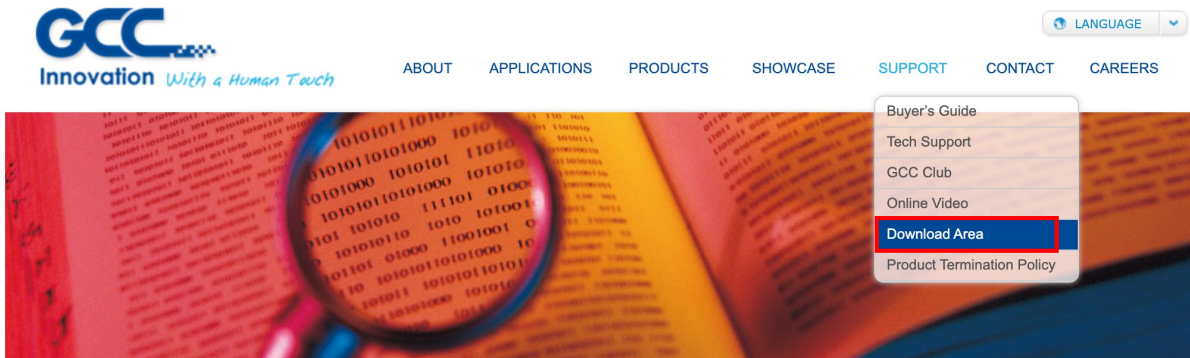 GCC
Innovation With a Human Touch
LANGUAGE
ABOUT APPLICATIONS PRODUCTS SHOWCASE SUPPORT CONTACT CAREERS
Buyer's Guide
Tech Support
GCC Club
Online Video
Download Area
Product Termination Policy